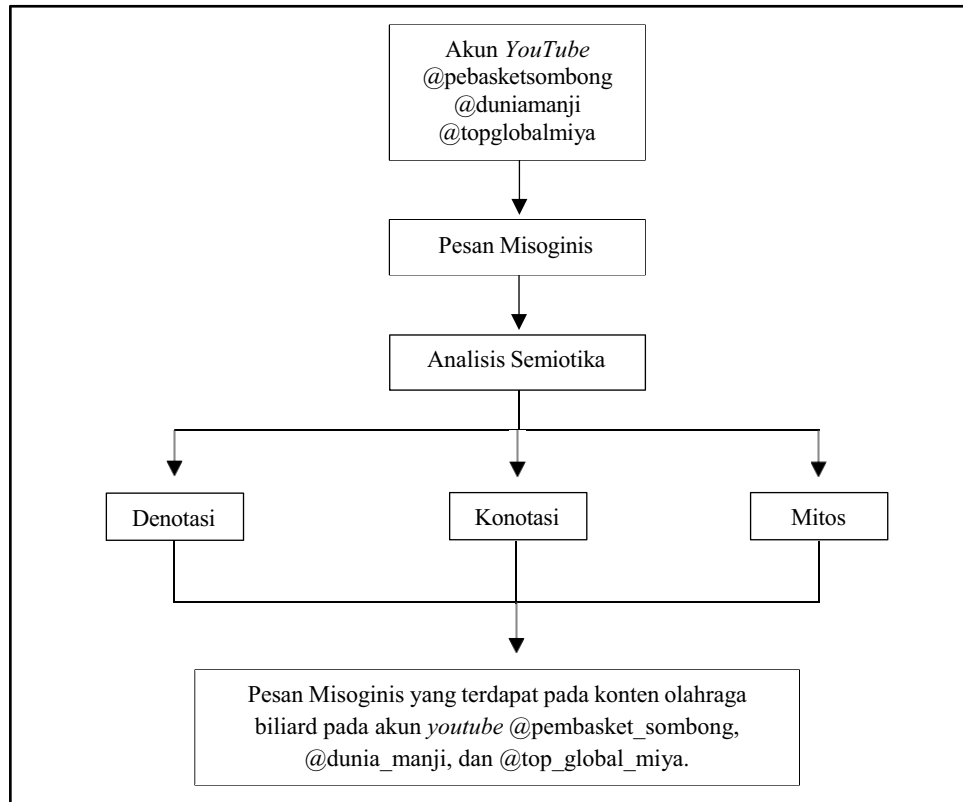 Akun YouTube
@pebasketsombong
@duniamanji
@topglobalmiya
Pesan Misoginis
Analisis Semiotika
Denotasi
Konotasi
Mitos
Pesan Misoginis yang terdapat pada konten olahraga
biliard pada akun youtube @pembasket_sombong,
@dunia_manji, dan @top_global_miya.